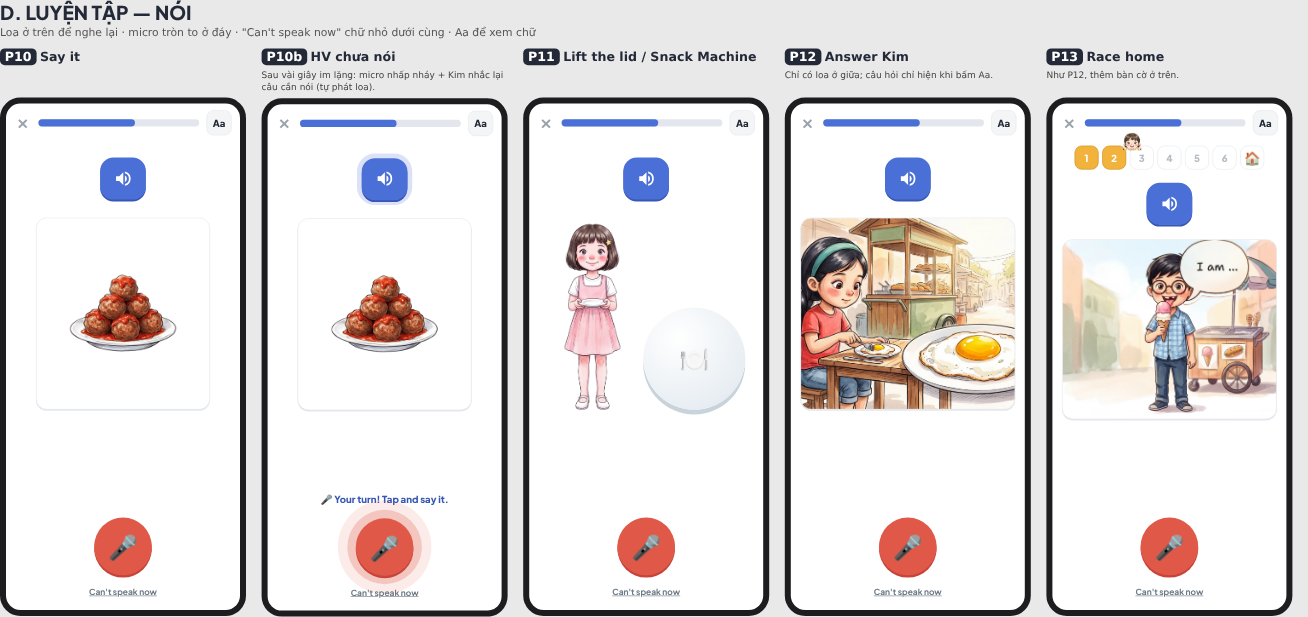 D. LUYỆN TẬP — NÓI
Loa ở trên để nghe lại · micro tròn to ở đáy · "Can't speak now" chữ nhỏ dưới cùng · Aa để xem chữ
P10 Say it
P10b HV chưa nói
Sau vài giây im lặng: micro nhấp nháy + Kim nhắc lại
câu cần nói (tự phát loa).
P11 Lift the lid / Snack Machine
P12 Answer Kim
Chỉ có loa ở giữa; câu hỏi chỉ hiện khi bấm Aa.
P13 Race home
Như P12, thêm bàn cờ ở trên.
× Aa
Can't speak now
× Aa
🎤 Your turn! Tap and say it.
Can't speak now
× Aa
Can't speak now
× Aa
Can't speak now
× Aa
1 2 3 4 5 6
I am ...
Can't speak now